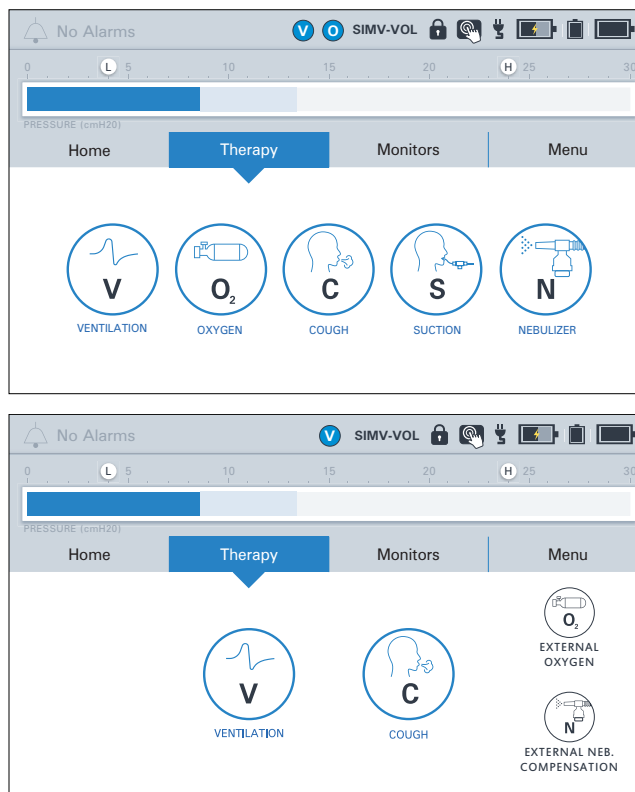 No Alarms V O SIMV-VOL
0 L 5 10 15 20 H 25 30
PRESSURE (cmH20)
Home Therapy Monitors Menu
V O2 C S N
VENTILATION OXYGEN COUGH SUCTION NEBULIZER
No Alarms V SIMV-VOL
0 L 5 10 15 20 H 25 30
PRESSURE (cmH20)
Home Therapy Monitors Menu
V C
VENTILATION COUGH
O2
EXTERNAL
OXYGEN
N
EXTERNAL NEB.
COMPENSATION